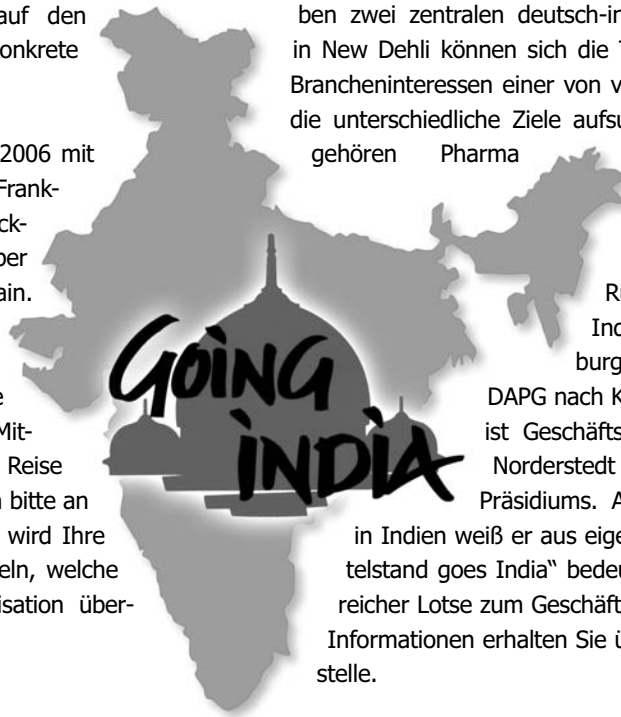 auf den
onkrete
2006 mit
Frank-
ck-
ber
ain.
e
Mit-
Reise
n bitte an
wird Ihre
eln, welche
isation über-
GOING
INDIA
ben zwei zentralen deutsch-in
in New Dehli können sich die T
Brancheninteressen einer von v
die unterschiedliche Ziele aufsu
gehören Pharma
R
Ind
burg
DAPG nach K
ist Geschäfts
Norderstedt
Präsidiums. A
in Indien weiß er aus eige
telstand goes India“ bedeu
reicher Lotse zum Geschäft
Informationen erhalten Sie ü
stelle.